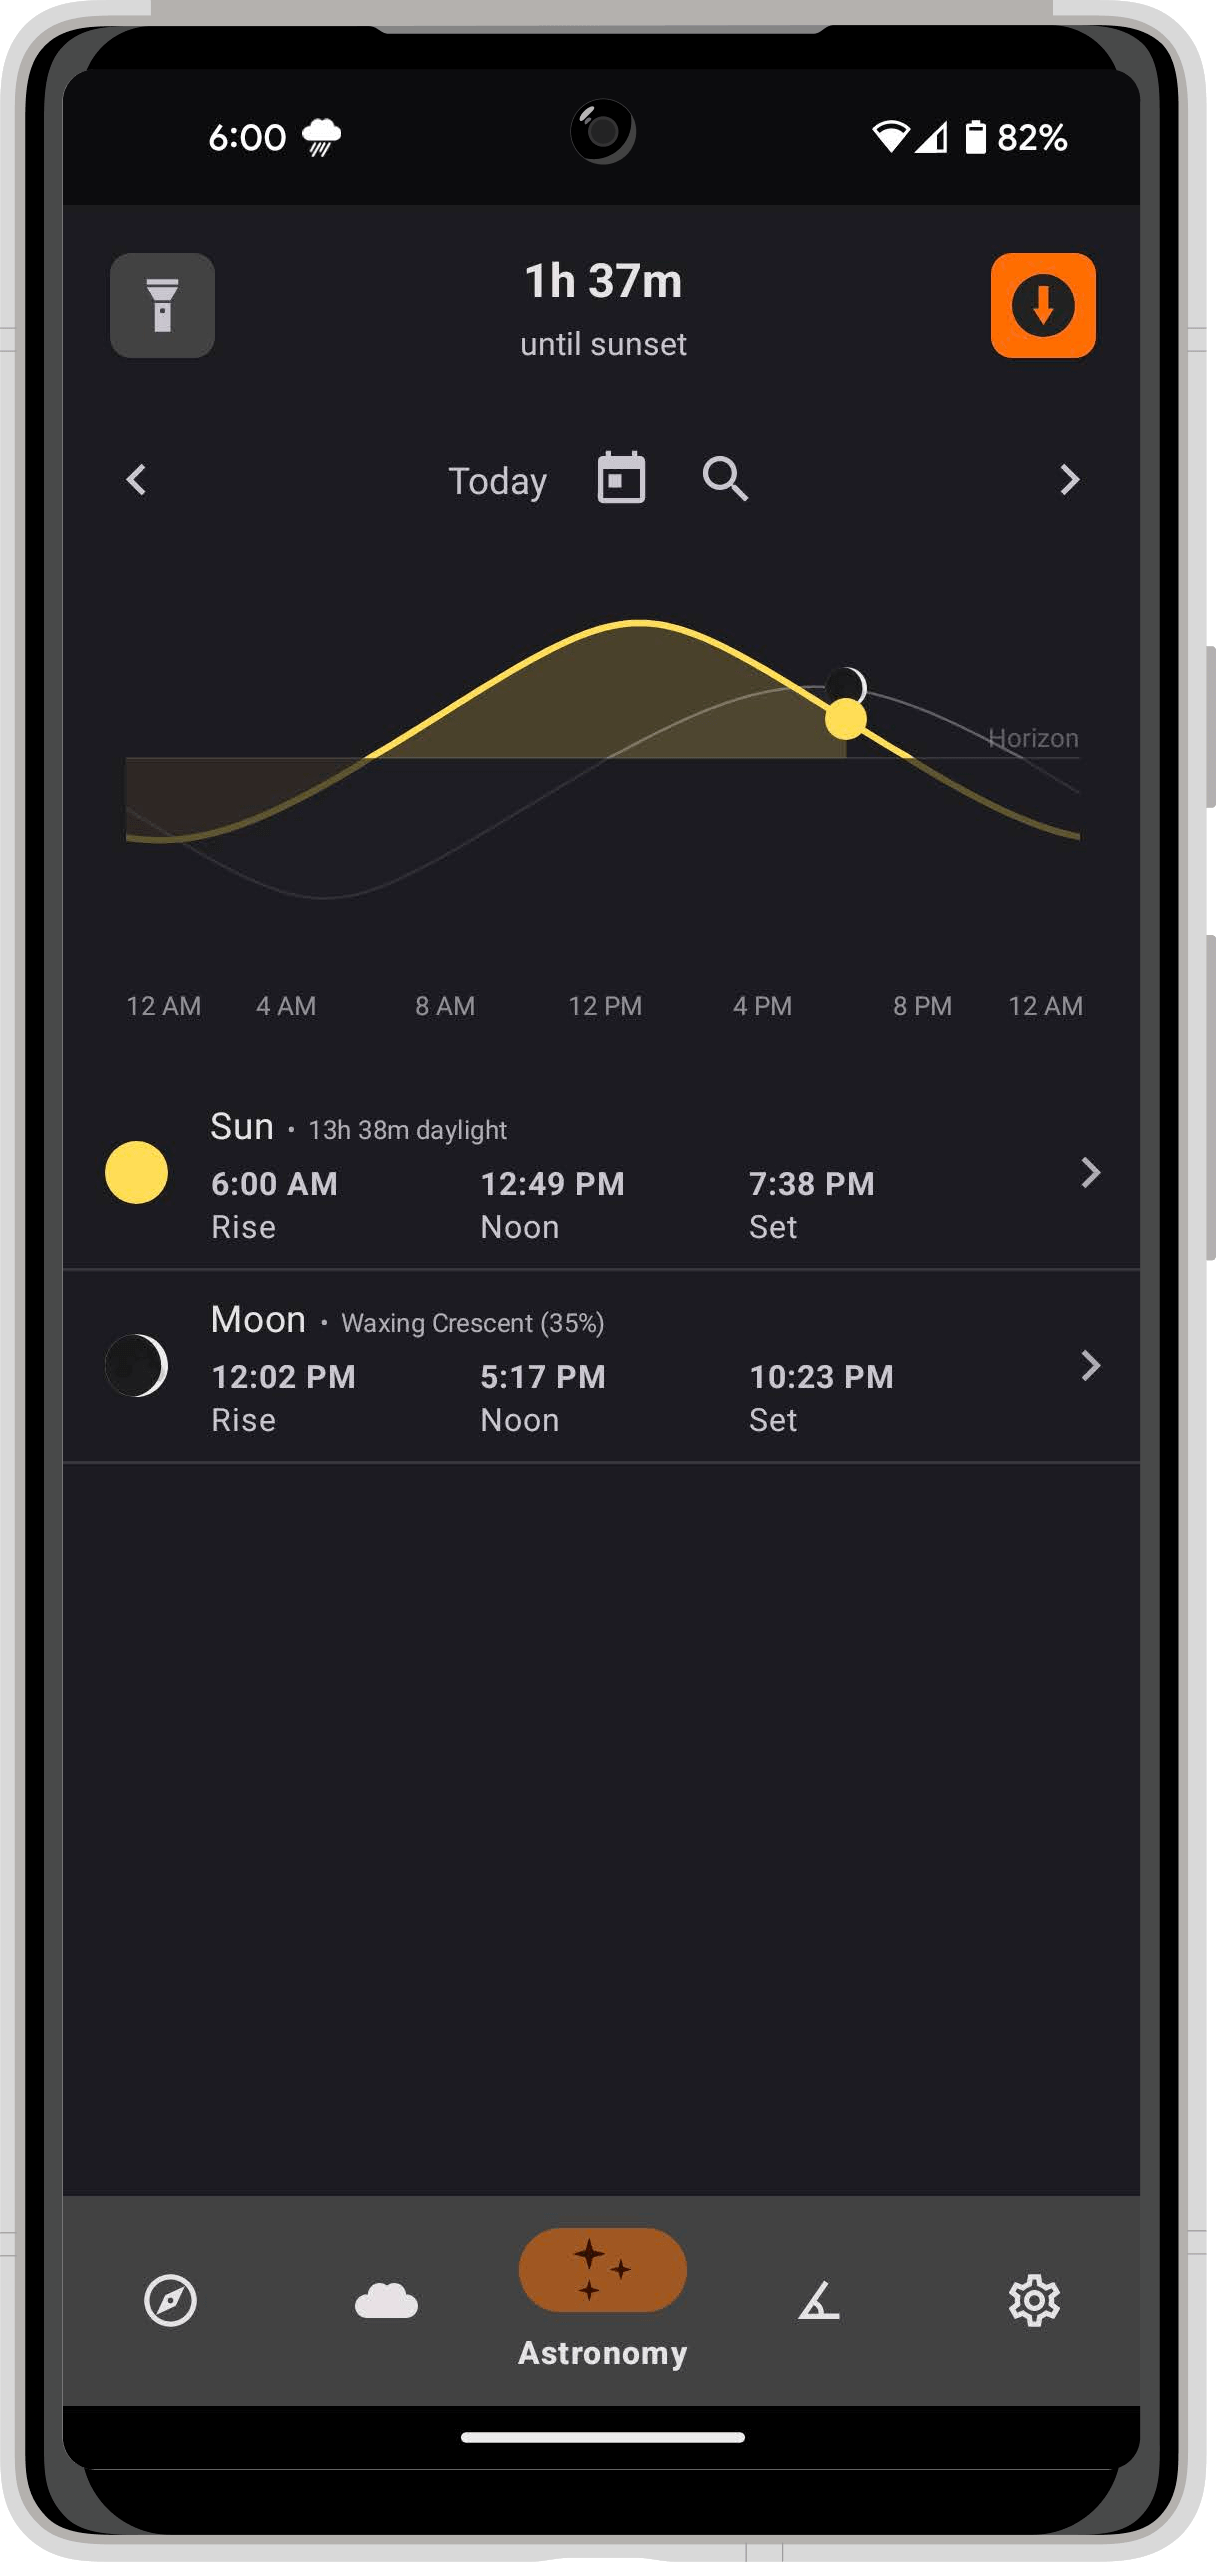 6:00 82%
1h 37m
until sunset
Today
Horizon
12 AM 4 AM 8 AM 12 PM 4 PM 8 PM 12 AM
Sun • 13h 38m daylight
6:00 AM 12:49 PM 7:38 PM
Rise Noon Set
Moon • Waxing Crescent (35%)
12:02 PM 5:17 PM 10:23 PM
Rise Noon Set
Astronomy